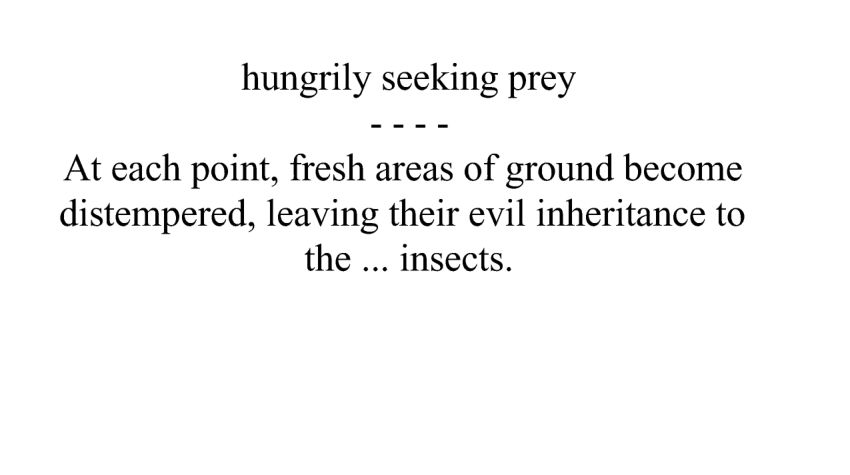 hungrily seeking prey
- - - -
At each point, fresh areas of ground become
distempered, leaving their evil inheritance to
the ... insects.